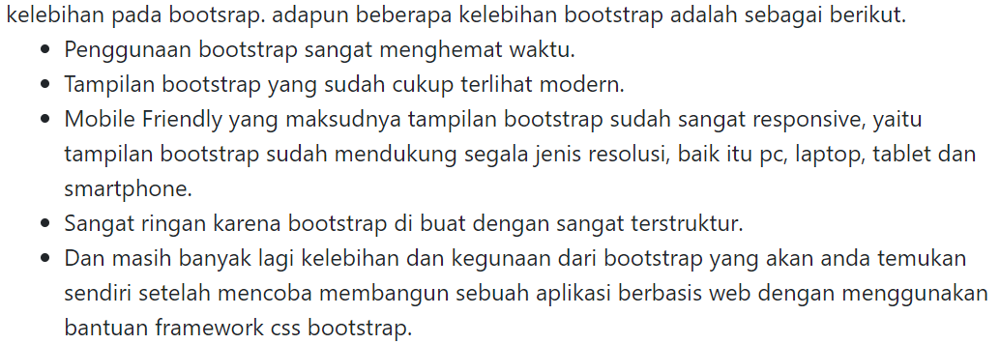 kelebihan pada bootsrap. adapun beberapa kelebihan bootstrap adalah sebagai berikut.
• Penggunaan bootstrap sangat menghemat waktu.
• Tampilan bootstrap yang sudah cukup terlihat modern.
• Mobile Friendly yang maksudnya tampilan bootstrap sudah sangat responsive, yaitu
tampilan bootstrap sudah mendukung segala jenis resolusi, baik itu pc, laptop, tablet dan
smartphone.
• Sangat ringan karena bootstrap di buat dengan sangat terstruktur.
• Dan masih banyak lagi kelebihan dan kegunaan dari bootstrap yang akan anda temukan
sendiri setelah mencoba membangun sebuah aplikasi berbasis web dengan menggunakan
bantuan framework css bootstrap.